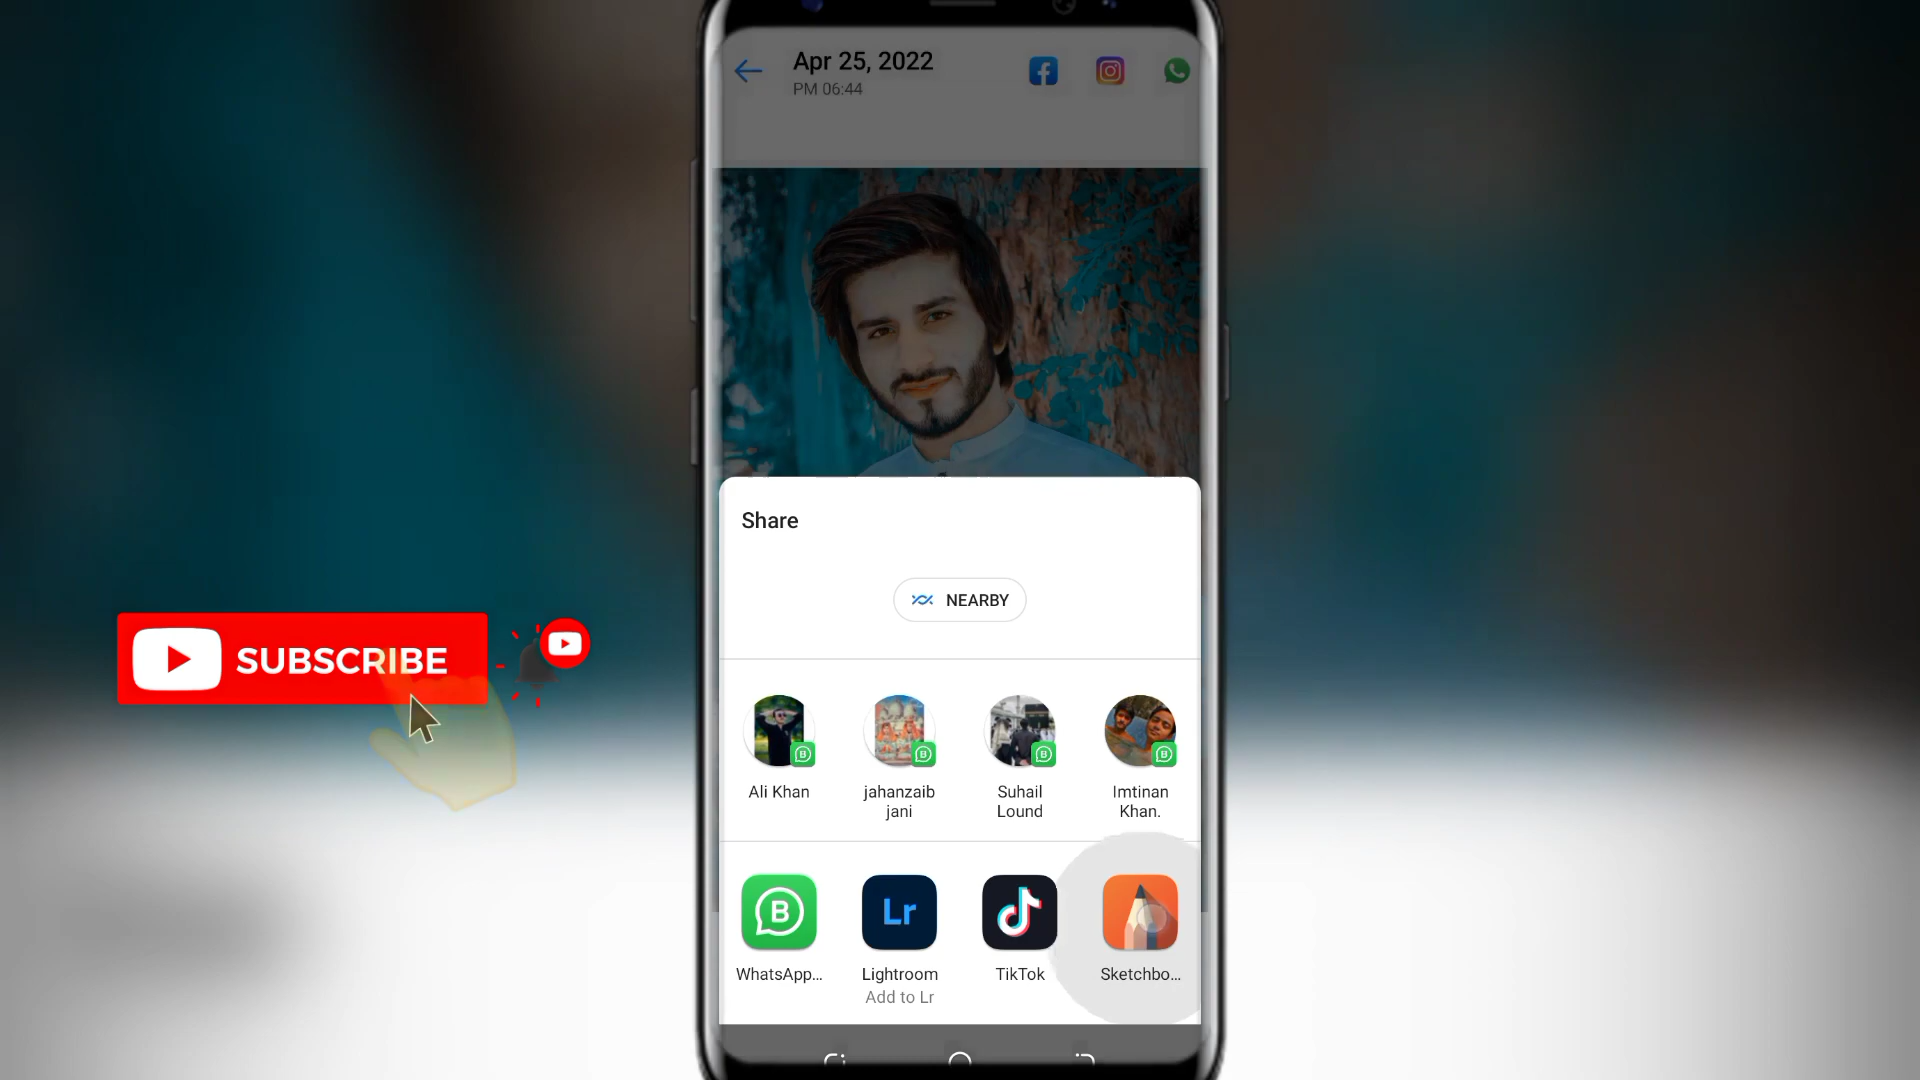 Apr 25, 2022
PM 06:44
Share
NEARBY
SUBSCRIBE
Ali Khan
jahanzaib
jani
Suhail
Lound
Imtinan
Khan.
B
Lr
WhatsApp...
Lightroom
Add to Lr
TikTok
Sketchbo...